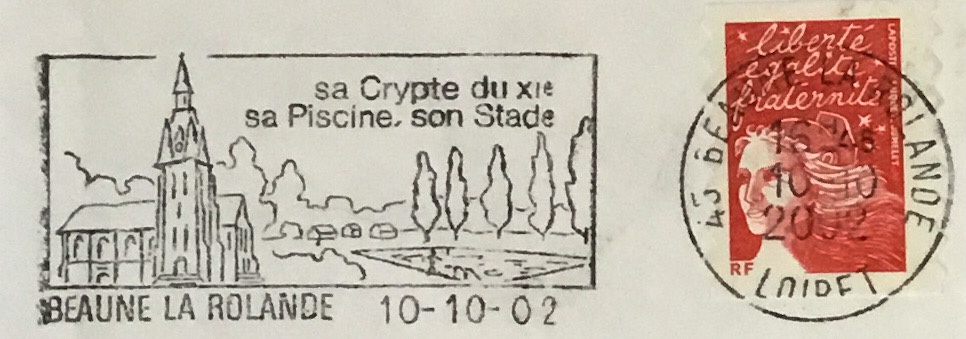 sa Crypte du XIe
sa Piscine, son Stade
BEAUNE LA ROLANDE 10-10-02
liberté
égalité
fraternité
RF
45 BEAUNE LA ROLANDE
10-10
2002
LOIRET